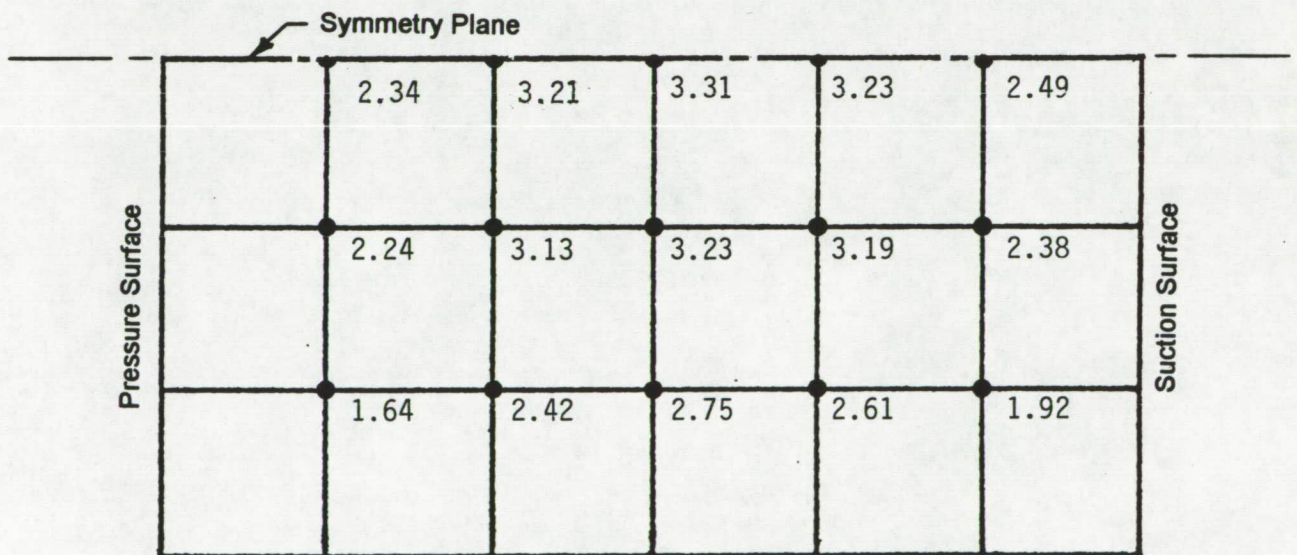 Symmetry Plane
2.34 3.21 3.31 3.23 2.49
Pressure Surface
2.24 3.13 3.23 3.19 2.38
Suction Surface
1.64 2.42 2.75 2.61 1.92